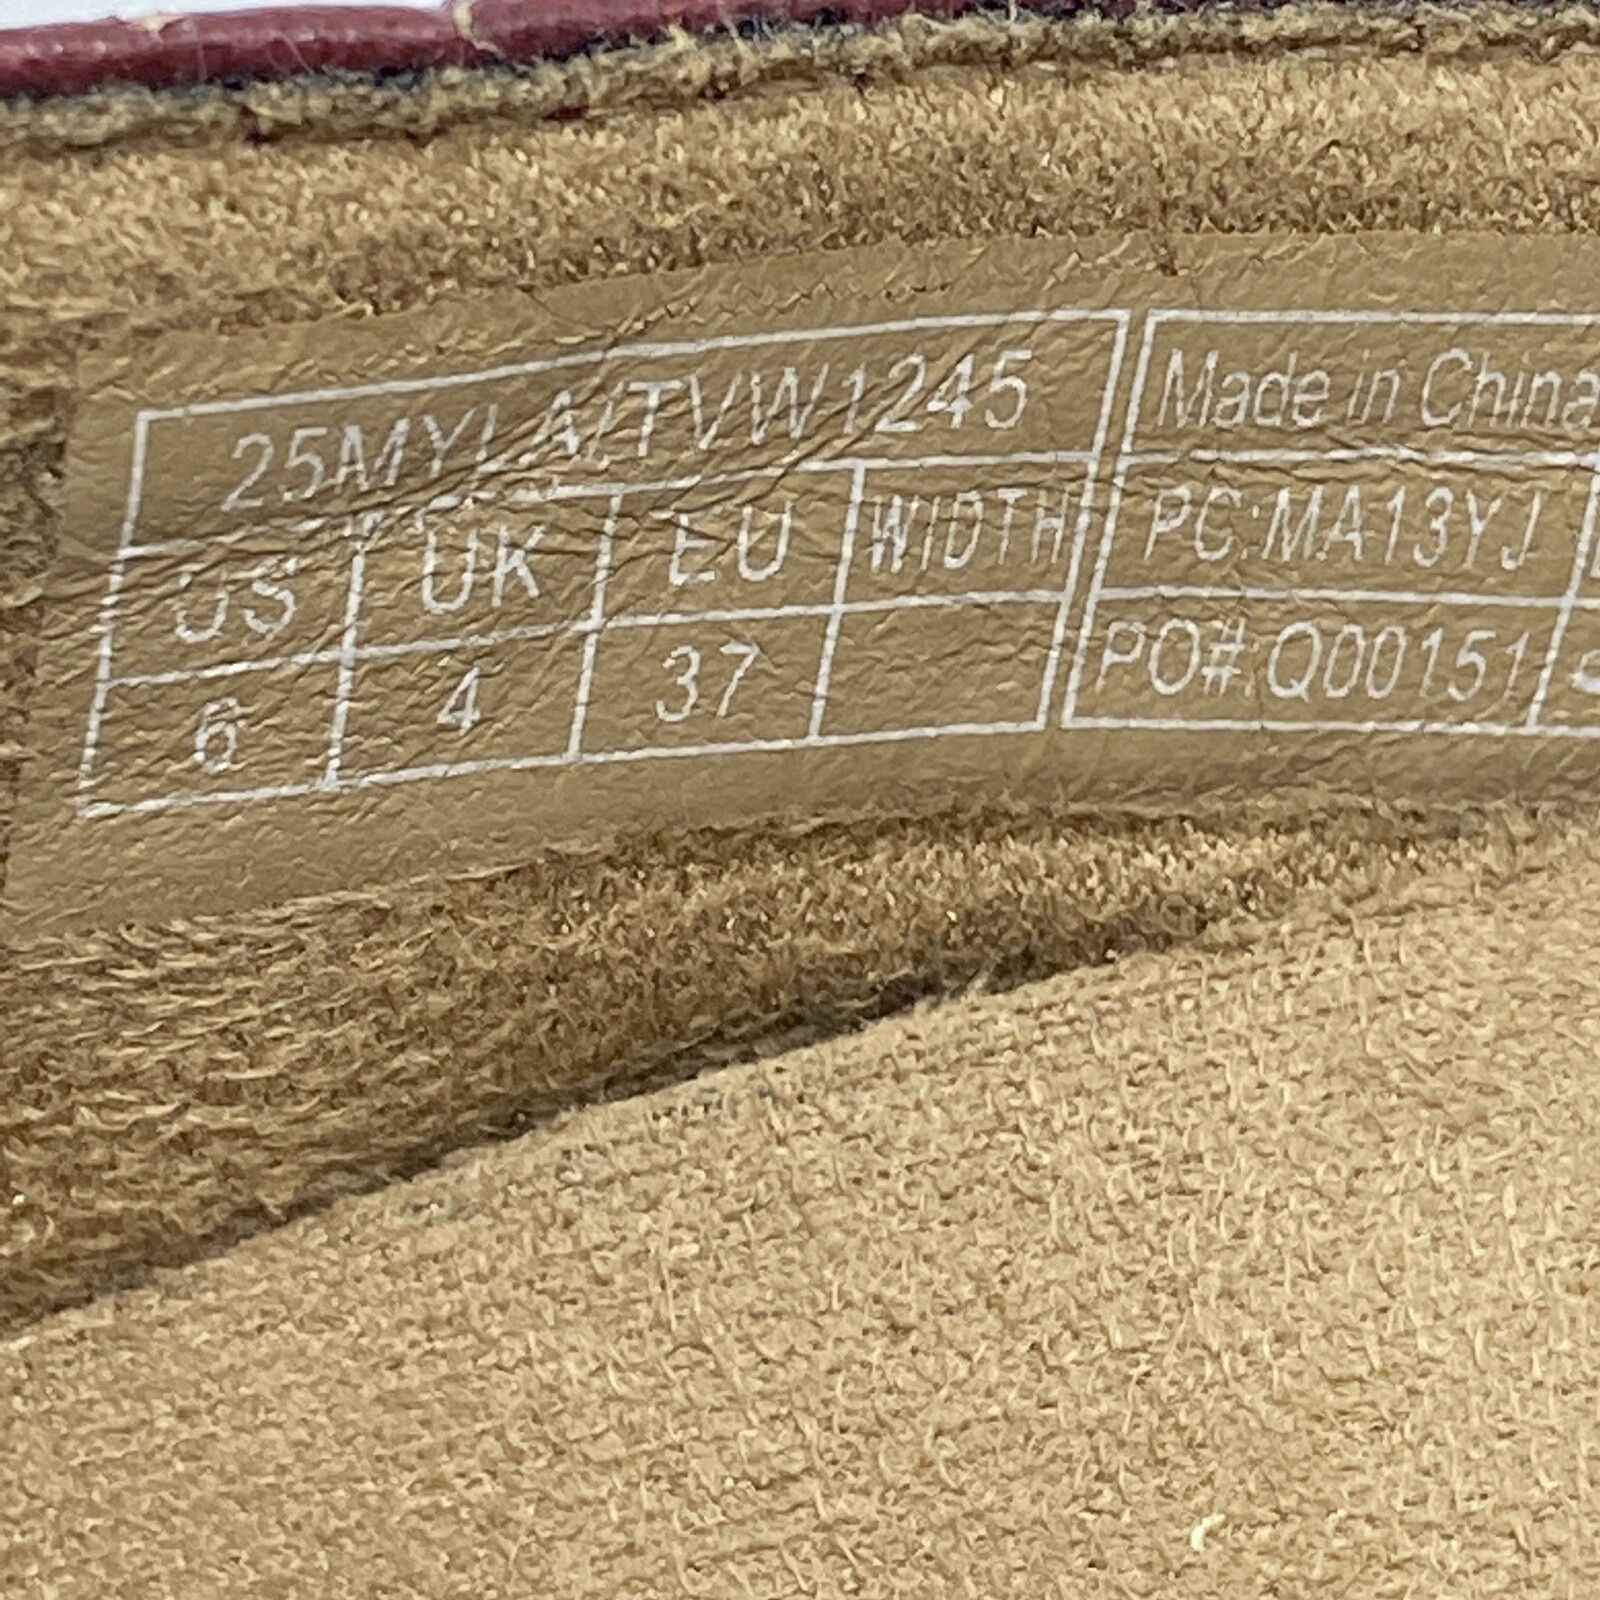 25MYLA/TVW1245
US UK EU WIDTH
6 4 37
Made in China
PC:MA13YJ
PO#:Q00151